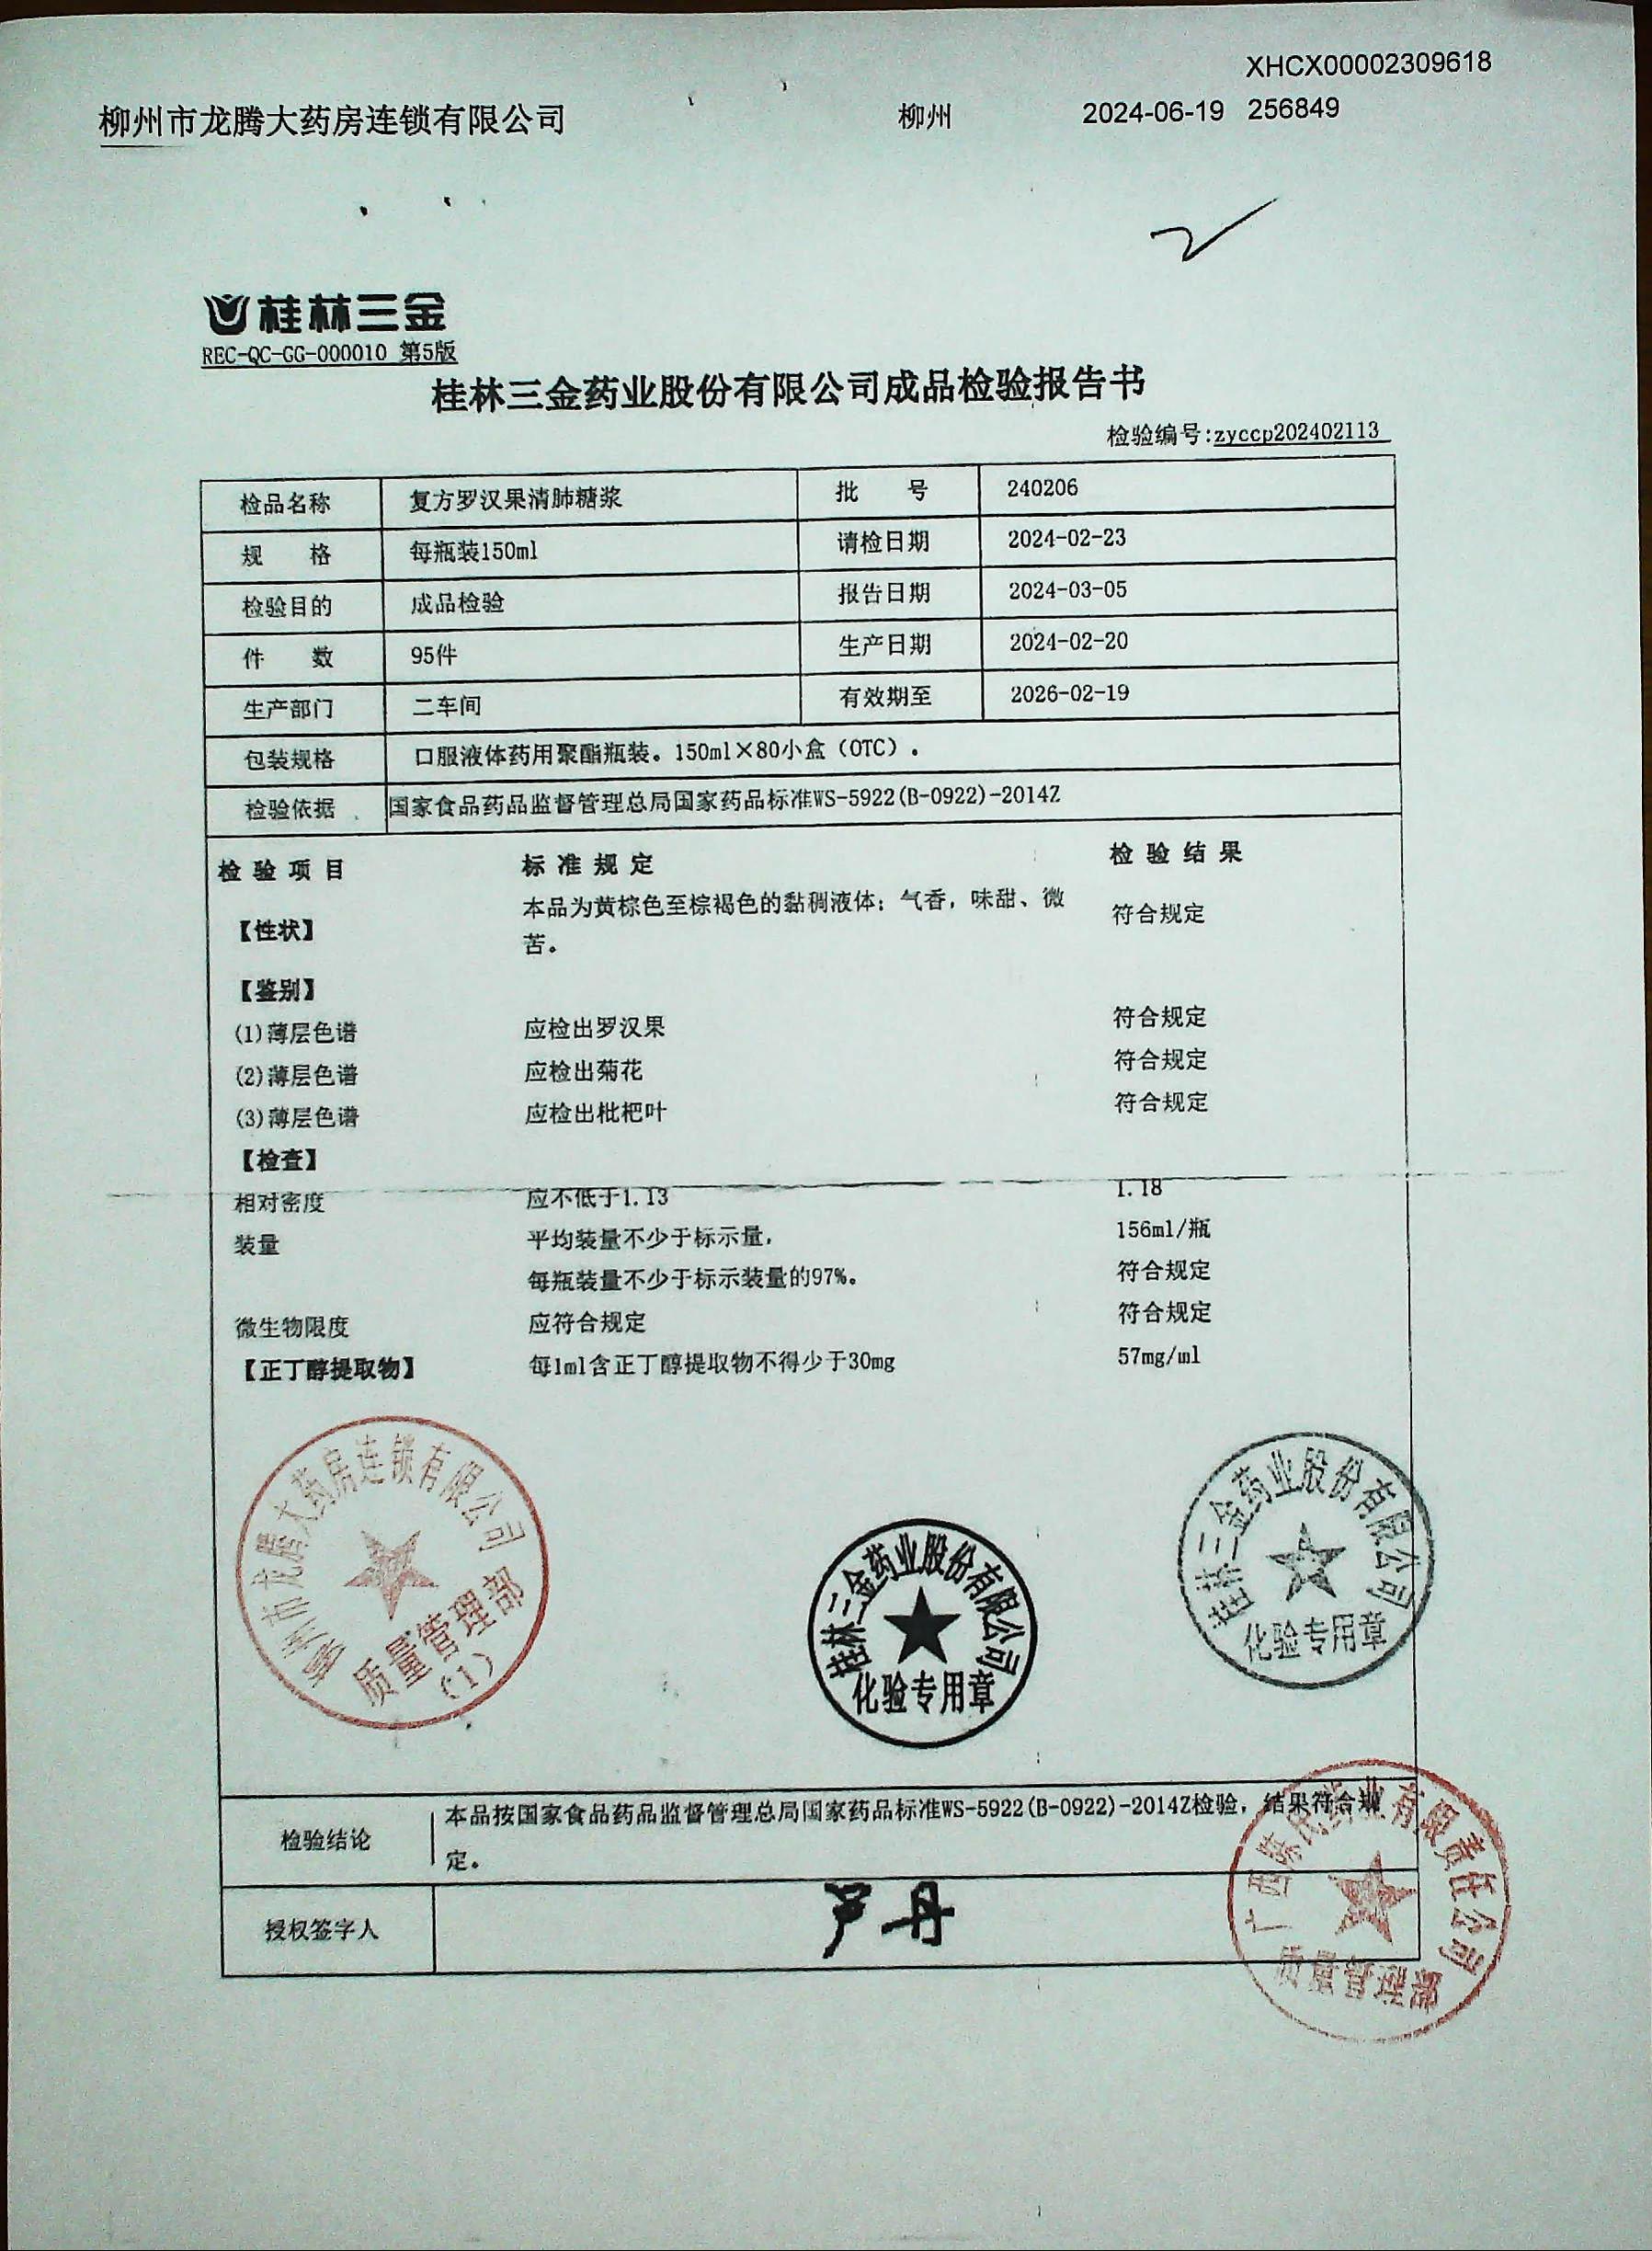 XHCX00002309618
柳州市龙腾大药房连锁有限公司 柳州 2024-06-19 256849
桂林三金
REC-QC-GG-000010 第5版
桂林三金药业股份有限公司成品检验报告书
检验编号:zyccp202402113
检品名称 复方罗汉果清肺糖浆 批 号 240206
规 格 每瓶装150ml 请检日期 2024-02-23
检验目的 成品检验 报告日期 2024-03-05
件 数 95件 生产日期 2024-02-20
生产部门 二车间 有效期至 2026-02-19
包装规格 口服液体药用聚酯瓶装。150ml×80小盒（OTC）.
检验依据 国家食品药品监督管理总局国家药品标准WS-5922(B-0922)-2014Z
检 验 项 目 标 准 规 定 检 验 结 果
【性状】 本品为黄棕色至棕褐色的黏稠液体；气香，味甜、微 符合规定
苦。
【鉴别】
(1)薄层色谱 应检出罗汉果 符合规定
(2)薄层色谱 应检出菊花 符合规定
(3)薄层色谱 应检出枇杷叶 符合规定
【检查】
相对密度 应不低于1.13 1.18
装量 平均装量不少于标示量, 156ml/瓶
每瓶装量不少于标示装量的97%。 符合规定
微生物限度 应符合规定 符合规定
【正丁醇提取物】 每1ml含正丁醇提取物不得少于30mg 57mg/ml
市龙腾大药房连锁有限公司
质量管理部
(1)
桂林三金药业股份有限公司
化验专用章
桂林三金药业股份有限公司
化验专用章
检验结论 本品按国家食品药品监督管理总局国家药品标准WS-5922(B-0922)-2014Z检验, 结果符合规
定。
授权签字人 芦丹
药业有限责任公司
质量管理部